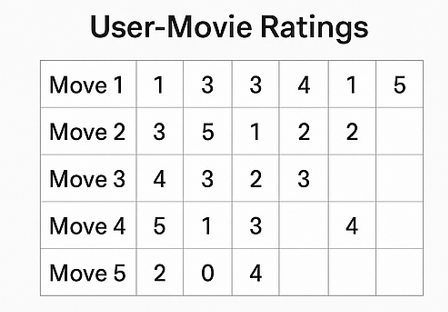 User-Movie Ratings
Move 1 1 3 3 4 1 5
Move 2 3 5 1 2 2
Move 3 4 3 2 3
Move 4 5 1 3 4
Move 5 2 0 4